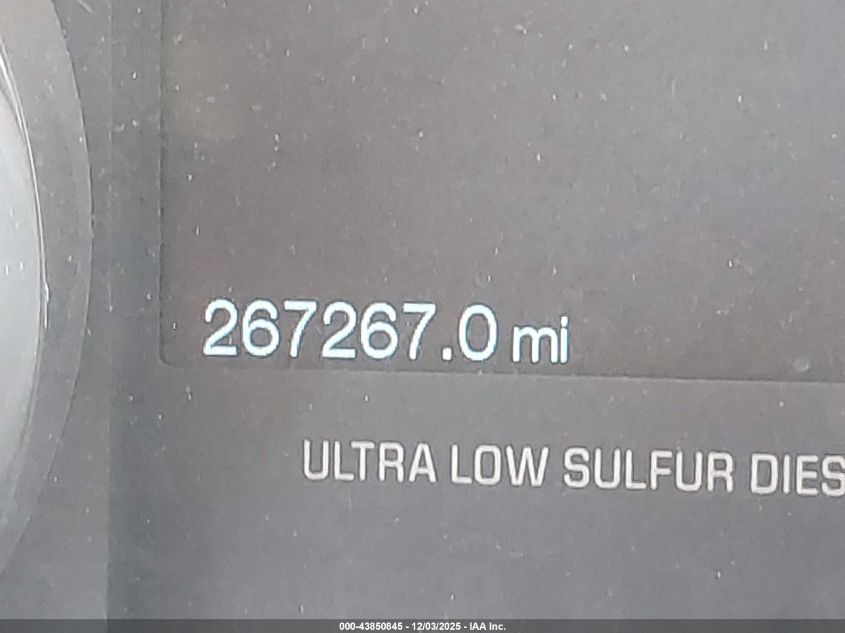 267267.0 mi
ULTRA LOW SULFUR DIES
000-43850845 - 12/03/2025 - IAA Inc.